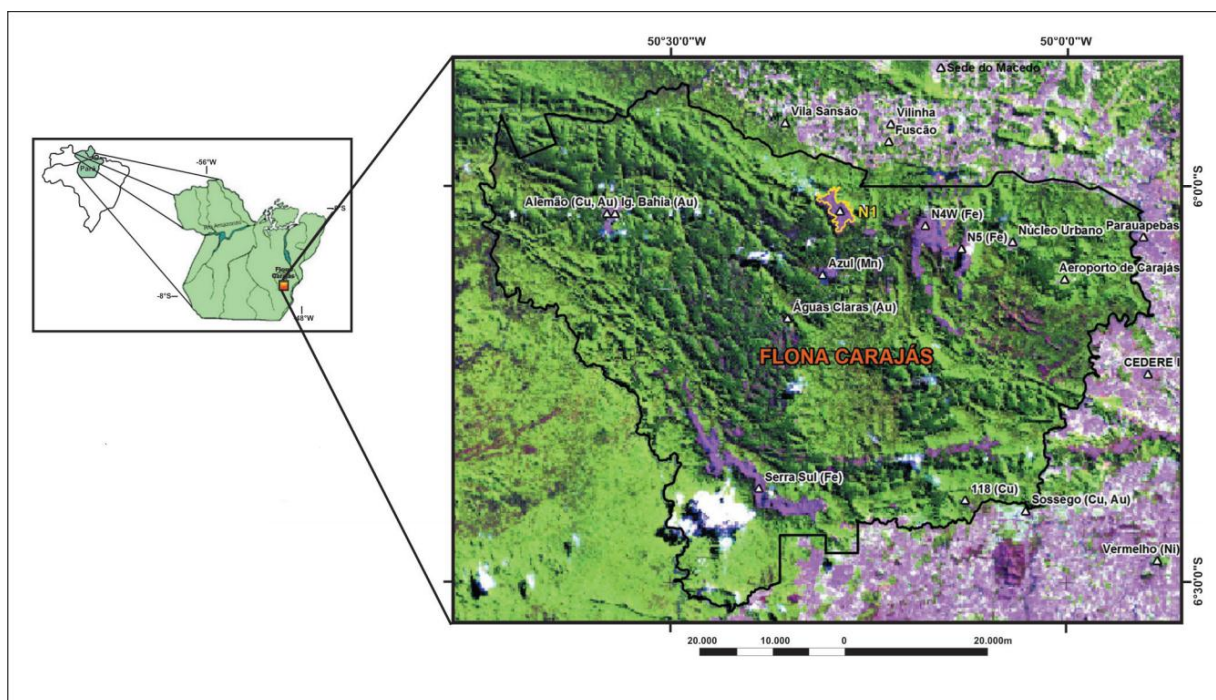 50°30'0"W
50°0'0"W
Sede do Macedo
Vila Sansão
Vilinha
Fuscão
-56°W
Pará
6°0'0"S
Alemão (Cu, Au)
Ig. Bahia (Au)
N1
N4W (Fe)
N5 (Fe)
Núcleo Urbano
Parauapebas
Azul (Mn)
Aeroporto de Carajás
Flona
Carajás
-8°S
-48°W
Águas Claras (Au)
FLONA CARAJÁS
CEDERE I
Serra Sul (Fe)
118 (Cu)
Sossego (Cu, Au)
Vermelho (Ni)
6°30'0"S
20.000
10.000
0
20.000m